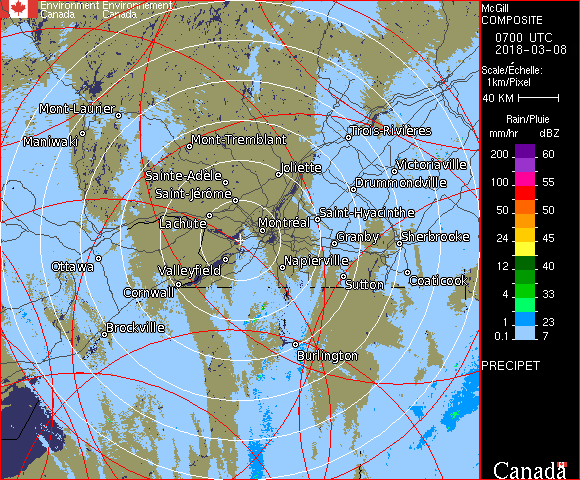 Environment Environnement
Canada Canada
McGill
COMPOSITE
0700 UTC
2018-03-08
Scale/Échelle:
1km/Pixel
40 KM
Rain/Pluie
mm/hr dBZ
200 60
100 55
50 50
24 45
12 40
4 33
1 23
0.1 7
PRECIPET
Canada
Mont-Laurier
Maniwaki
Mont-Tremblant
Trois-Rivières
Joliette
Victoriaville
Sainte-Adèle
Drummondville
Saint-Jérôme
Lachute
Saint-Hyacinthe
Montréal
Granby
Sherbrooke
Ottawa
Valleyfield
Napierville
Cornwall
Sutton
Coaticook
Brockville
Burlington